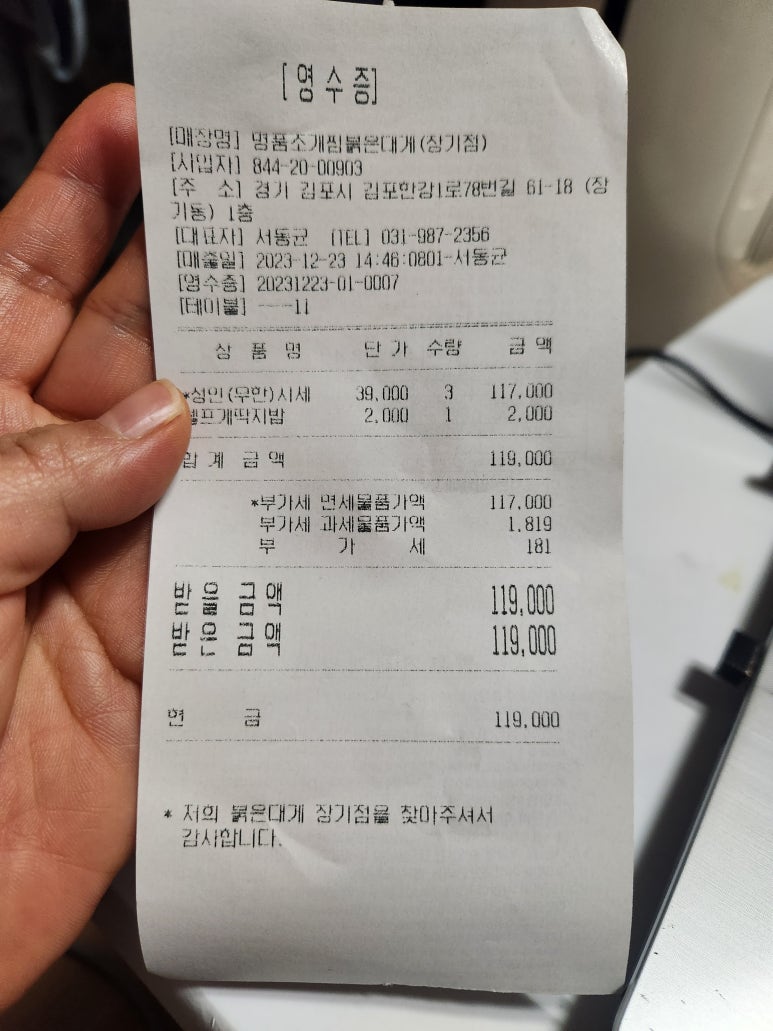 [영수증]
[매장명] 명품소개찜붉은대게(장기점)
[사업자] 844-20-00903
[주 소] 경기 김포시 김포한강1로78번길 61-18 (장
기동) 1층
[대표자] 서동균 [TEL] 031-987-2356
[매출일] 2023-12-23 14:46:0801-서동균
[영수증] 20231223-01-0007
[테이블] ----11
상 품 명 단 가 수량 금 액
*성인(무한)시세 39,000 3 117,000
셀프게딱지밥 2,000 1 2,000
합 계 금 액 119,000
*부가세 면세물품가액 117,000
부가세 과세물품가액 1,819
부 가 세 181
받 을 금 액 119,000
받 은 금 액 119,000
현 금 119,000
* 저희 붉은대게 장기점을 찾아주셔서
감사합니다.